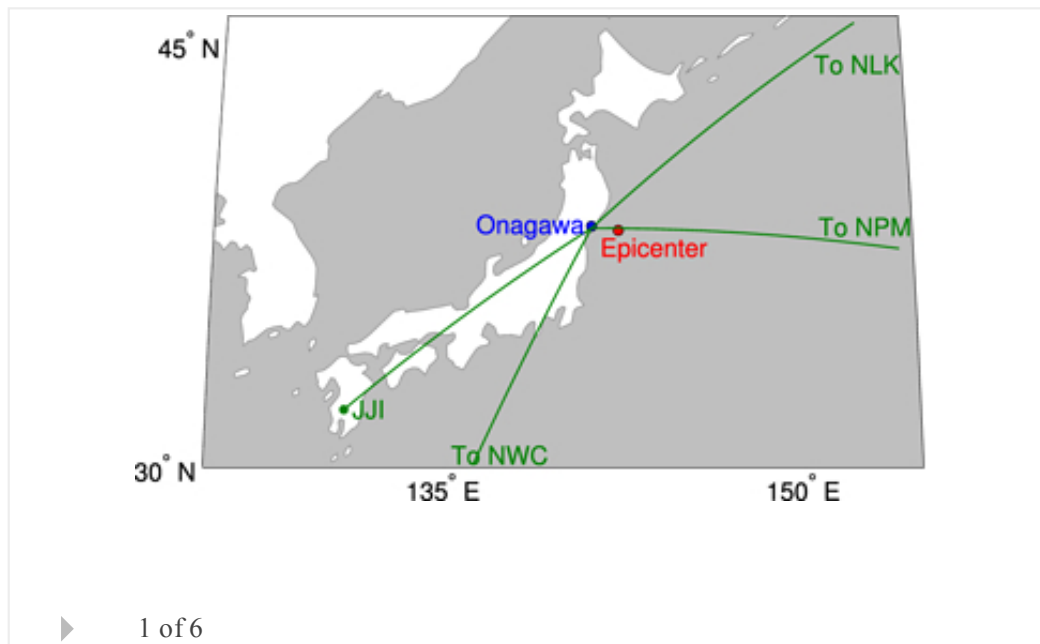 45° N
To NLK
Onagawa
To NPM
Epicenter
JJI
To NWC
30° N
135° E
150° E
1 of 6